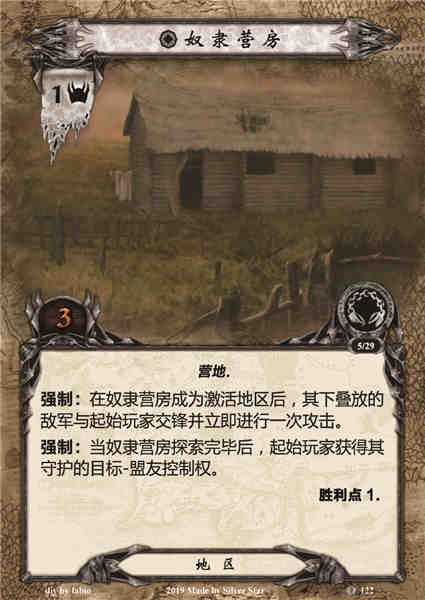 奴隶营房
1
3
5/29
营地.
强制：在奴隶营房成为激活地区后，其下叠放的
敌军与起始玩家交锋并立即进行一次攻击。
强制：当奴隶营房探索完毕后，起始玩家获得其
守护的目标-盟友控制权。
胜利点 1.
地区
diy by fabio
2019 Made by Silver Star
122